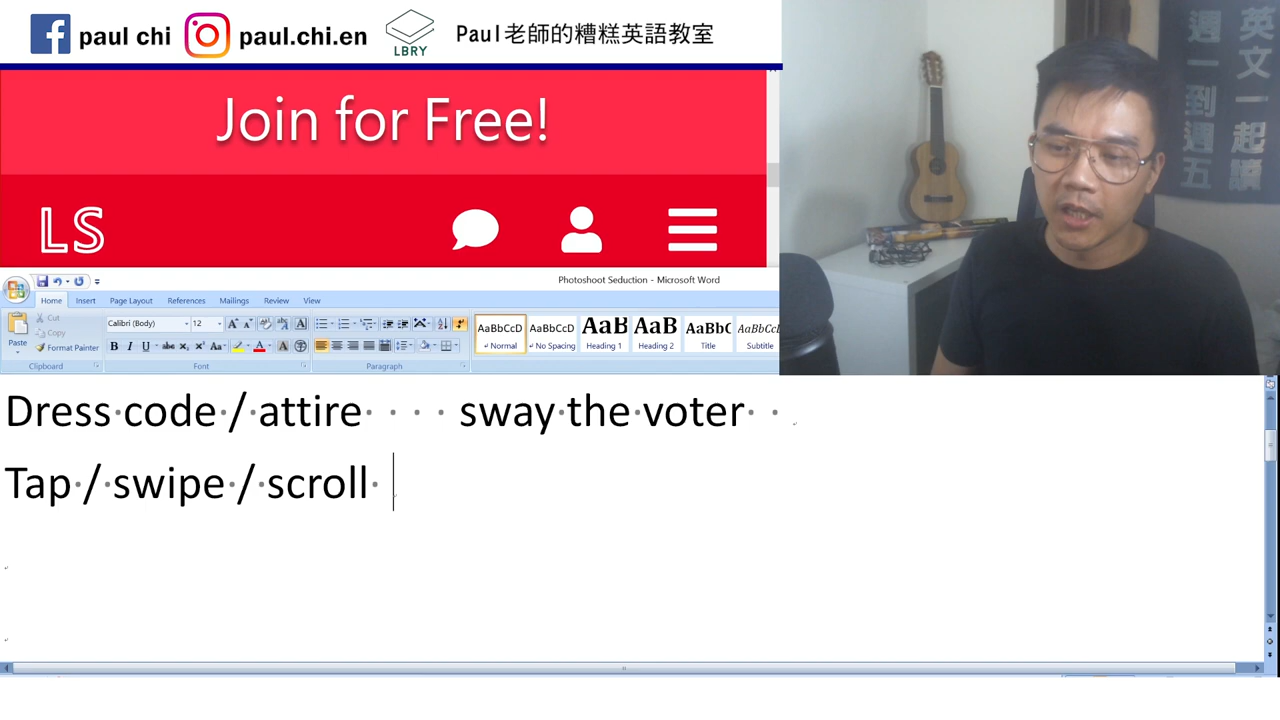 paul chi paul.chi.en LBRY Paul老師的糟糕英語教室
Join for Free!
LS
英文一起讀
週一到週五
Photoshoot Seduction - Microsoft Word
Home Insert Page Layout References Mailings Review View
Cut
Copy
Format Painter
Paste
Calibri (Body) 12
AaBbCcD AaBbCcD AaBb AaB AaBbC AaBbCcL
Normal No Spacing Heading 1 Heading 2 Title Subtitle
Clipboard Font Paragraph
Dress code / attire sway the voter
Tap / swipe / scroll